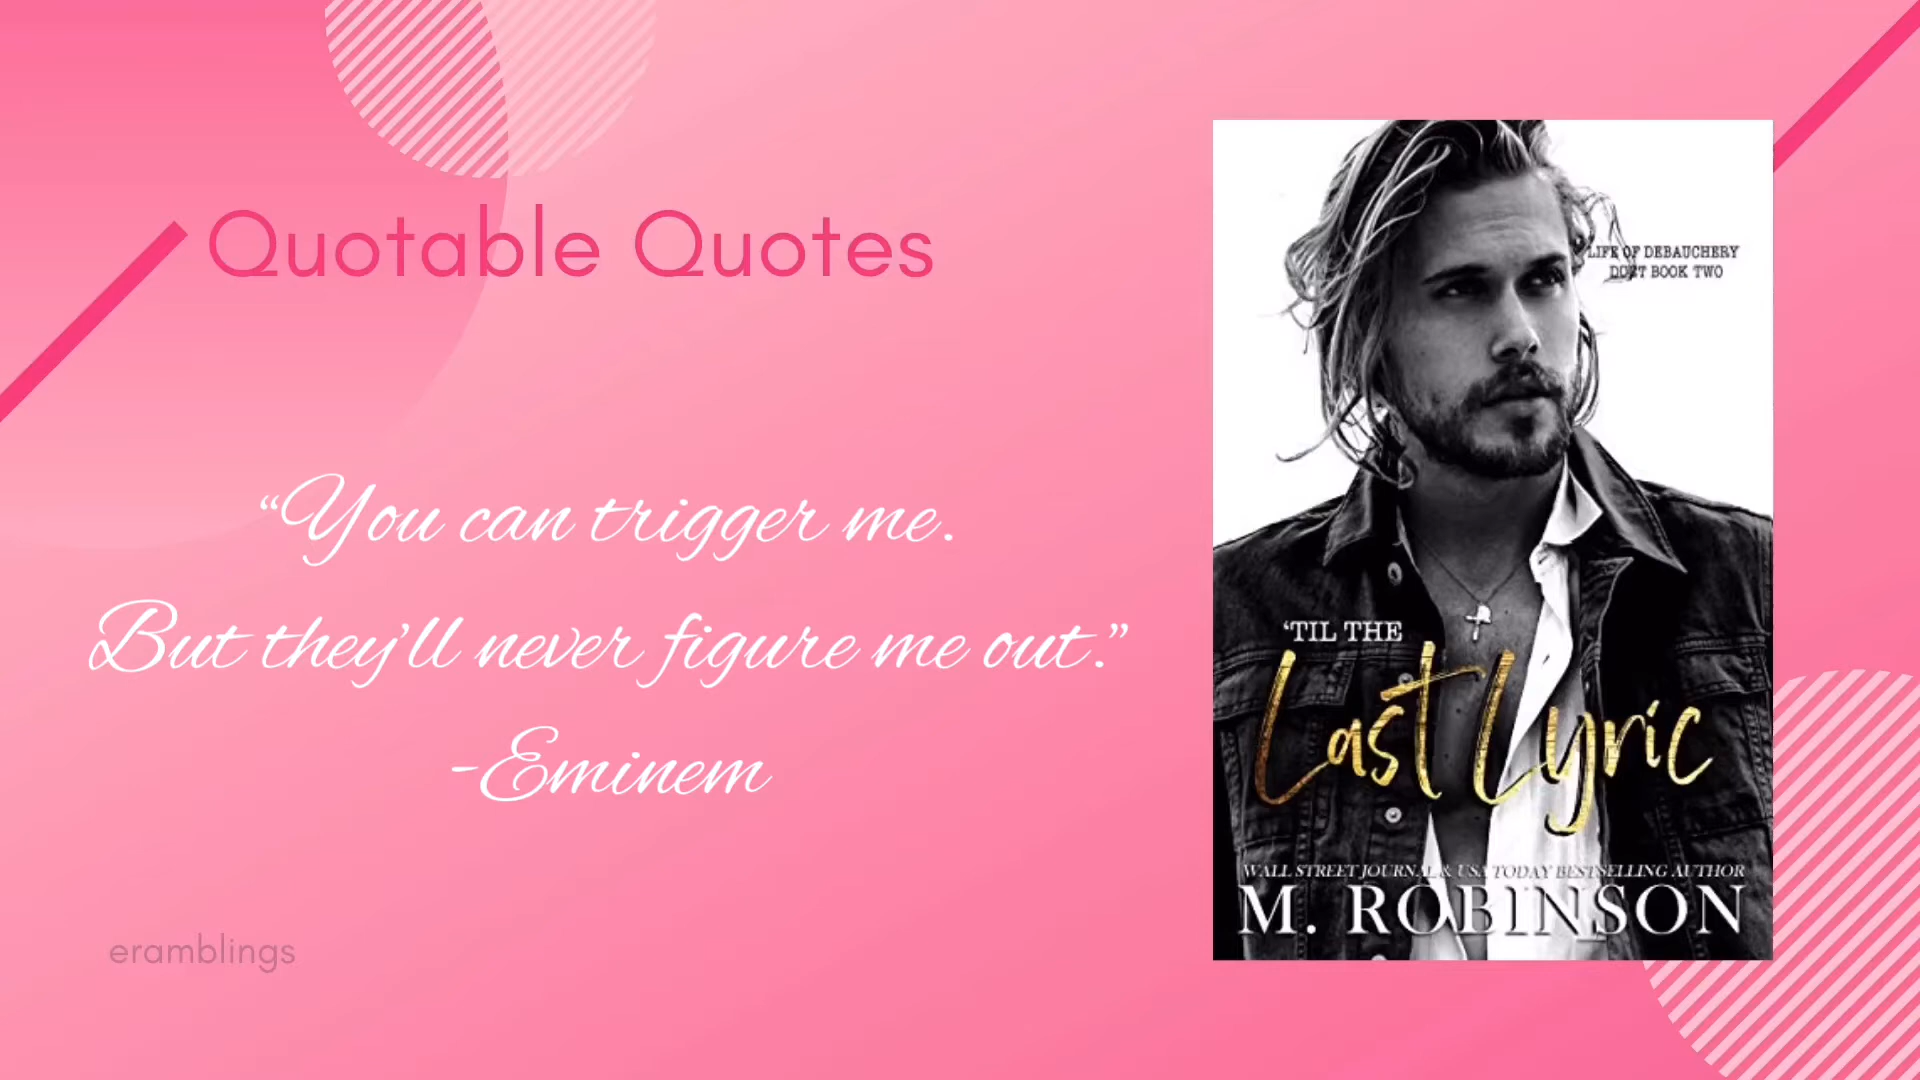 Quotable Quotes
“You can trigger me.
But they’ll never figure me out.”
-Eminem
eramblings
LIFE OF DEBAUCHERY
DUET BOOK TWO
‘TIL THE
Last Lyric
WALL STREET JOURNAL & USA TODAY BESTSELLING AUTHOR
M. ROBINSON